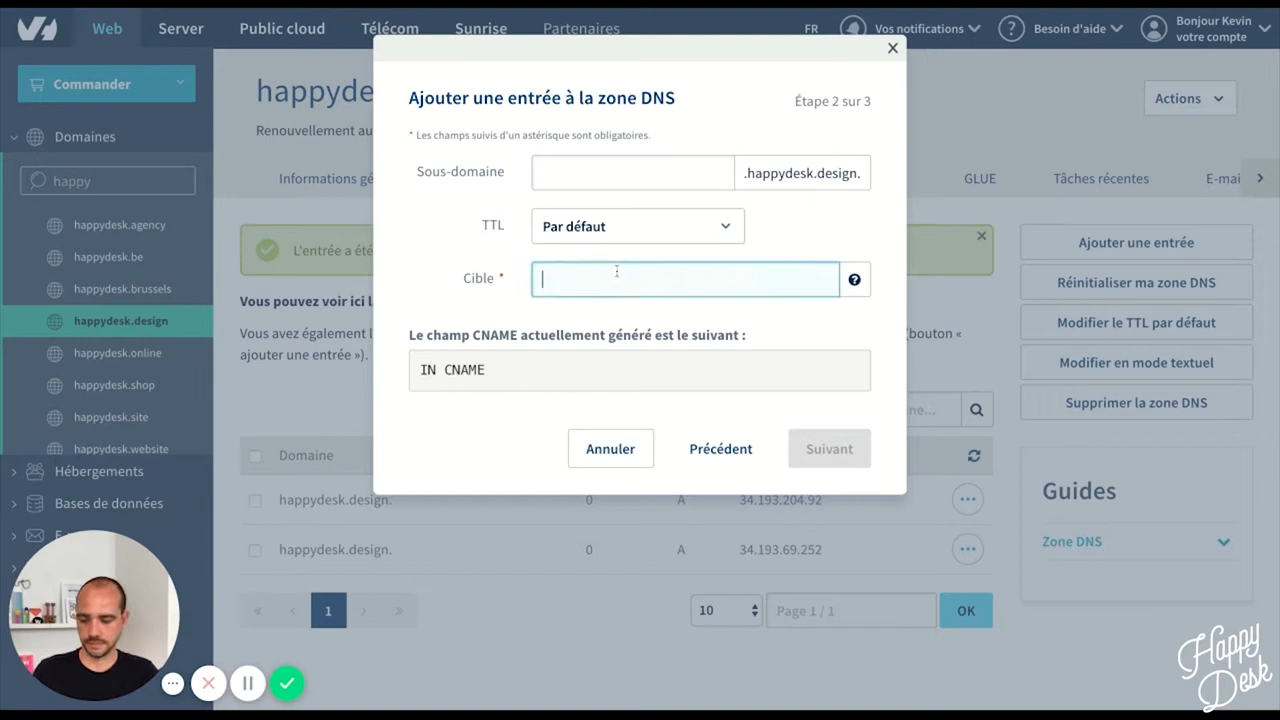 Web
Server
Public cloud
Télécom
Sunrise
Partenaires
FR
Vos notifications
?
Besoin d'aide
Bonjour Kevin
votre compte
Commander
happyde
Actions
Renouvellement au
Domaines
happy
Informations gé
GLUE
Tâches récentes
E-mai
happydesk.agency
happydesk.be
happydesk.brussels
happydesk.design
happydesk.online
happydesk.shop
happydesk.site
happydesk.website
Hébergements
Bases de données
L'entrée a été
Vous pouvez voir ici l
Vous avez également l
(bouton «
ajouter une entrée »).
Ajouter une entrée à la zone DNS
Étape 2 sur 3
* Les champs suivis d'un astérisque sont obligatoires.
Sous-domaine
.happydesk.design.
TTL
Par défaut
Cible *
?
Le champ CNAME actuellement généré est le suivant :
IN CNAME
Annuler
Précédent
Suivant
Ajouter une entrée
Réinitialiser ma zone DNS
Modifier le TTL par défaut
Modifier en mode textuel
Supprimer la zone DNS
ne...
Domaine
happydesk.design.
0
A
34.193.204.92
happydesk.design.
0
A
34.193.69.252
Guides
Zone DNS
« ‹ 1 › »
10
Page 1 / 1
OK
Happy
Desk